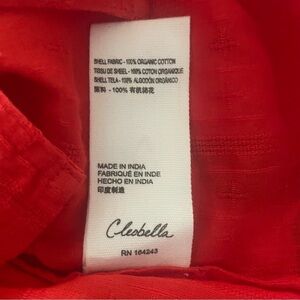 SHELL FABRIC - 100% ORGANIC COTTON
TISSU DE SHEEL - 100% COTON ORGANIQUE
SHELL TELA - 100% ALGODÓN ORGÁNICO
面料 - 100% 有机棉花
MADE IN INDIA
FABRIQUÉ EN INDE
HECHO EN INDIA
印度制造
Cleobella
RN 164243